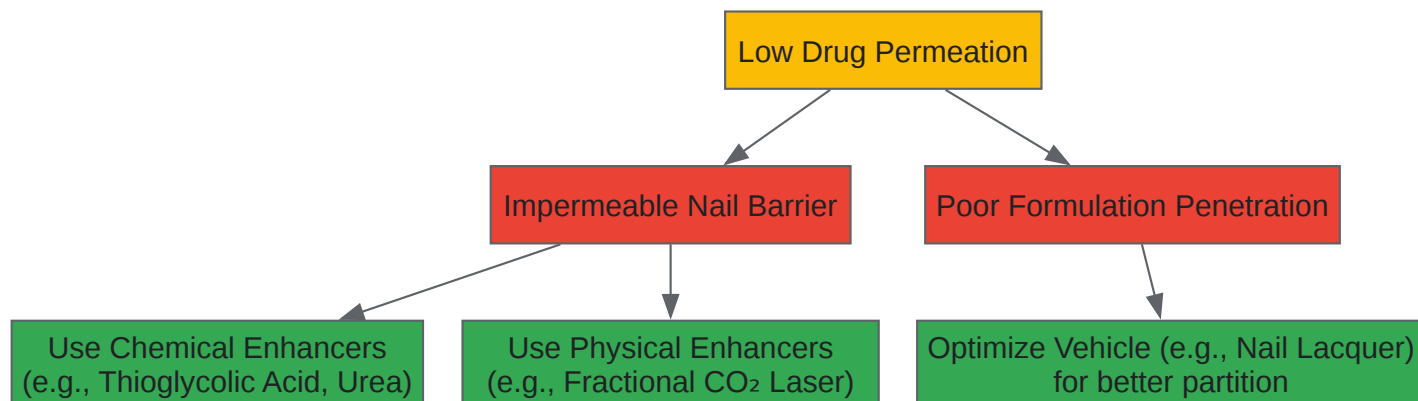 Low Drug Permeation
Impermeable Nail Barrier
Poor Formulation Penetration
Use Chemical Enhancers
(e.g., Thioglycolic Acid, Urea)
Use Physical Enhancers
(e.g., Fractional CO₂ Laser)
Optimize Vehicle (e.g., Nail Lacquer)
for better partition